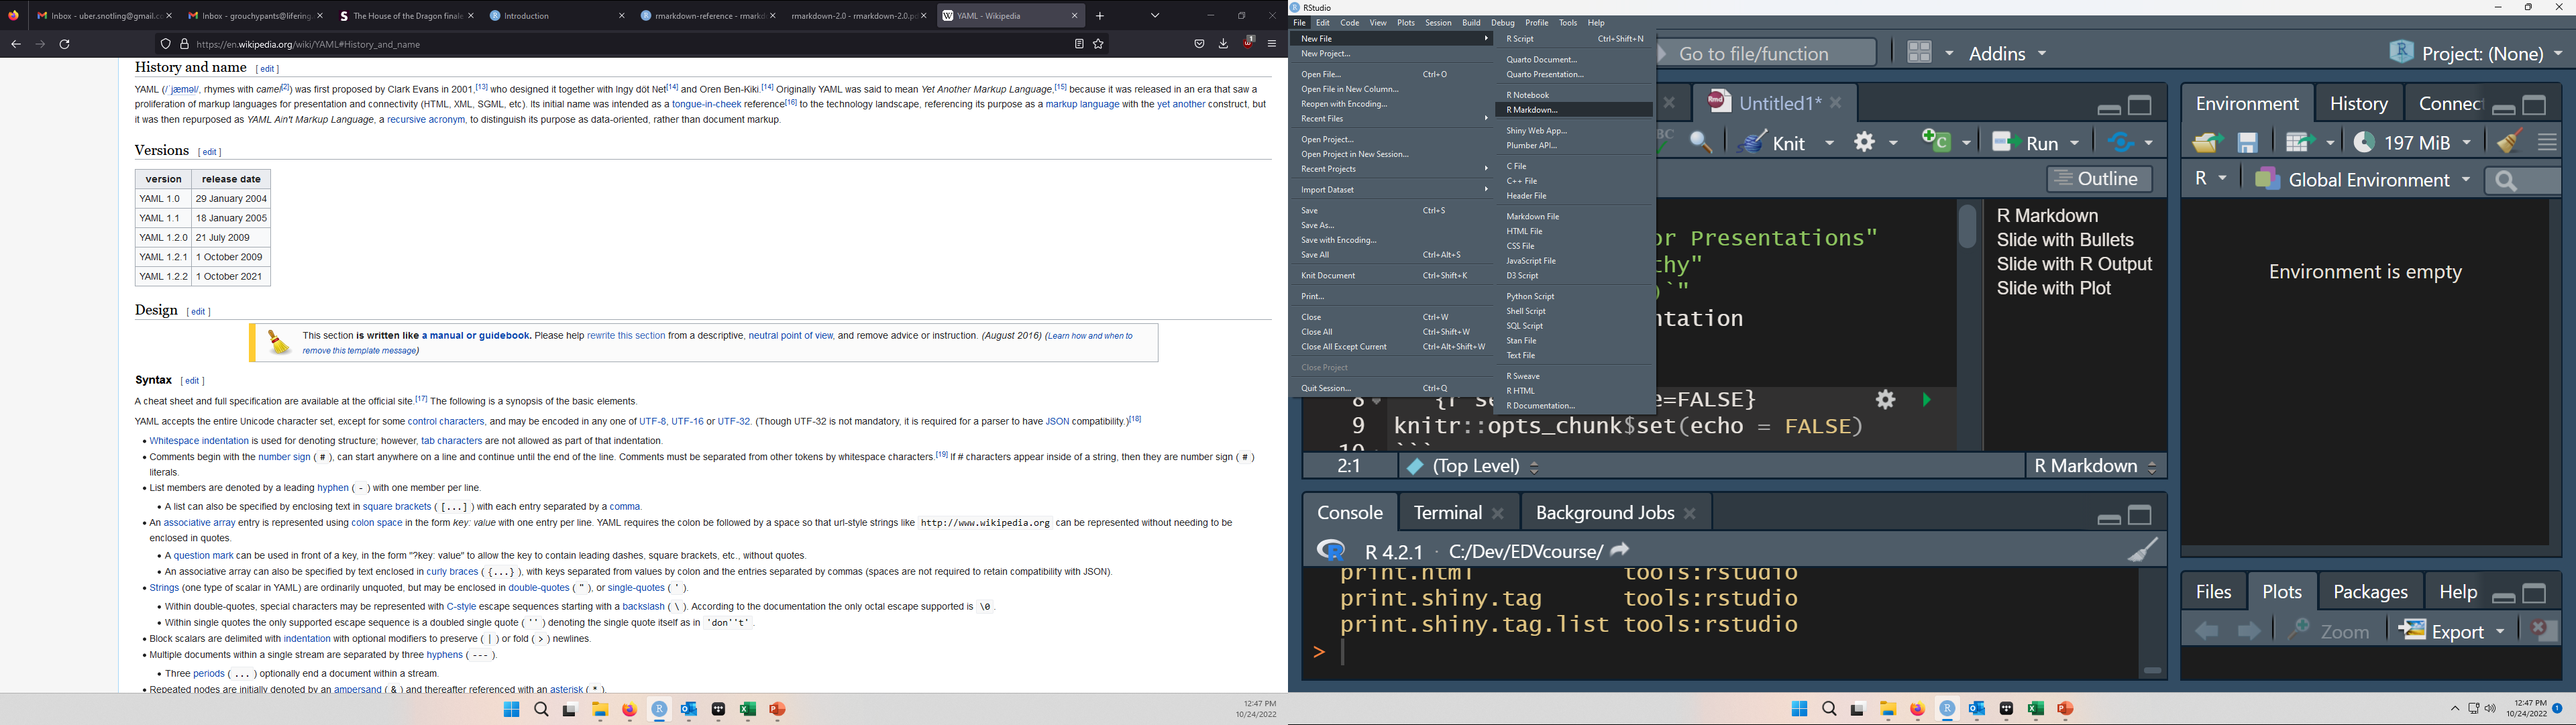 Inbox - uber.snotling@gmail.co
Inbox - grouchypants@lifering.
The House of the Dragon finale
Introduction
rmarkdown-reference - rmarkd
rmarkdown-2.0 - rmarkdown-2.0.pd
YAML - Wikipedia
https://en.wikipedia.org/wiki/YAML#History_and_name
History and name [ edit ]
YAML (/ˈjæməl/, rhymes with camel[2]) was first proposed by Clark Evans in 2001,[13] who designed it together with Ingy döt Net[14] and Oren Ben-Kiki.[14] Originally YAML was said to mean Yet Another Markup Language,[15] because it was released in an era that saw a
proliferation of markup languages for presentation and connectivity (HTML, XML, SGML, etc). Its initial name was intended as a tongue-in-cheek reference[16] to the technology landscape, referencing its purpose as a markup language with the yet another construct, but
it was then repurposed as YAML Ain't Markup Language, a recursive acronym, to distinguish its purpose as data-oriented, rather than document markup.
Versions [ edit ]
version release date
YAML 1.0 29 January 2004
YAML 1.1 18 January 2005
YAML 1.2.0 21 July 2009
YAML 1.2.1 1 October 2009
YAML 1.2.2 1 October 2021
Design [ edit ]
This section is written like a manual or guidebook. Please help rewrite this section from a descriptive, neutral point of view, and remove advice or instruction. (August 2016) (Learn how and when to
remove this template message)
Syntax [ edit ]
A cheat sheet and full specification are available at the official site.[17] The following is a synopsis of the basic elements.
YAML accepts the entire Unicode character set, except for some control characters, and may be encoded in any one of UTF-8, UTF-16 or UTF-32. (Though UTF-32 is not mandatory, it is required for a parser to have JSON compatibility.)[18]
• Whitespace indentation is used for denoting structure; however, tab characters are not allowed as part of that indentation.
• Comments begin with the number sign ( # ), can start anywhere on a line and continue until the end of the line. Comments must be separated from other tokens by whitespace characters.[19] If # characters appear inside of a string, then they are number sign ( # )
literals.
• List members are denoted by a leading hyphen ( - ) with one member per line.
• A list can also be specified by enclosing text in square brackets ( [...] ) with each entry separated by a comma.
• An associative array entry is represented using colon space in the form key: value with one entry per line. YAML requires the colon be followed by a space so that url-style strings like http://www.wikipedia.org can be represented without needing to be
enclosed in quotes.
• A question mark can be used in front of a key, in the form "?key: value" to allow the key to contain leading dashes, square brackets, etc., without quotes.
• An associative array can also be specified by text enclosed in curly braces ( {...} ), with keys separated from values by colon and the entries separated by commas (spaces are not required to retain compatibility with JSON).
• Strings (one type of scalar in YAML) are ordinarily unquoted, but may be enclosed in double-quotes ( " ), or single-quotes ( ' ).
• Within double-quotes, special characters may be represented with C-style escape sequences starting with a backslash ( \ ). According to the documentation the only octal escape supported is \0 .
• Within single quotes the only supported escape sequence is a doubled single quote ( '' ) denoting the single quote itself as in 'don''t' .
• Block scalars are delimited with indentation with optional modifiers to preserve ( | ) or fold ( > ) newlines.
• Multiple documents within a single stream are separated by three hyphens ( --- ).
• Three periods ( ... ) optionally end a document within a stream.
• Repeated nodes are initially denoted by an ampersand ( & ) and thereafter referenced with an asterisk ( * ).
12:47 PM
10/24/2022
RStudio
File Edit Code View Plots Session Build Debug Profile Tools Help
New File
New Project...
Open File... Ctrl+O
Open File in New Column...
Reopen with Encoding...
Recent Files
Open Project...
Open Project in New Session...
Recent Projects
Import Dataset
Save Ctrl+S
Save As...
Save with Encoding...
Save All Ctrl+Alt+S
Knit Document Ctrl+Shift+K
Print...
Close Ctrl+W
Close All Ctrl+Shift+W
Close All Except Current Ctrl+Alt+Shift+W
Close Project
Quit Session... Ctrl+Q
R Script Ctrl+Shift+N
Quarto Document...
Quarto Presentation...
R Notebook
R Markdown...
Shiny Web App...
Plumber API...
C File
C++ File
Header File
Markdown File
HTML File
CSS File
JavaScript File
D3 Script
Python Script
Shell Script
SQL Script
Stan File
Text File
R Sweave
R HTML
R Documentation...
Go to file/function
Addins
Project: (None)
Untitled1*
Knit
Run
Outline
or Presentations"
thy"
)`"
ntation
8 {r se e=FALSE}
9 knitr::opts_chunk$set(echo = FALSE)
10 ```
R Markdown
Slide with Bullets
Slide with R Output
Slide with Plot
2:1 (Top Level) R Markdown
Console Terminal Background Jobs
R 4.2.1 · C:/Dev/EDVcourse/
print.html tools:rstudio
print.shiny.tag tools:rstudio
print.shiny.tag.list tools:rstudio
>
Environment History Connec
197 MiB
R Global Environment
Environment is empty
Files Plots Packages Help
Zoom Export
12:47 PM
10/24/2022